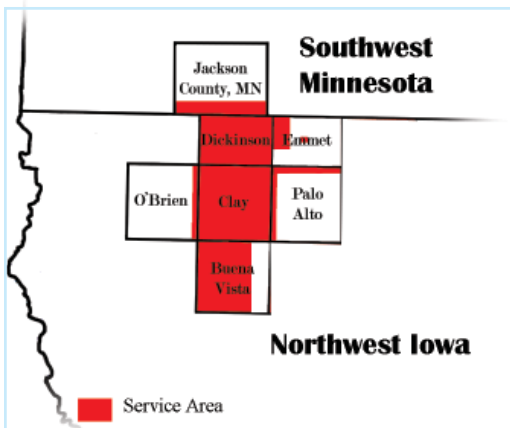 Southwest
Minnesota
Jackson
County, MN
Dickinson
Emmet
O'Brien
Clay
Palo
Alto
Buena
Vista
Northwest Iowa
Service Area